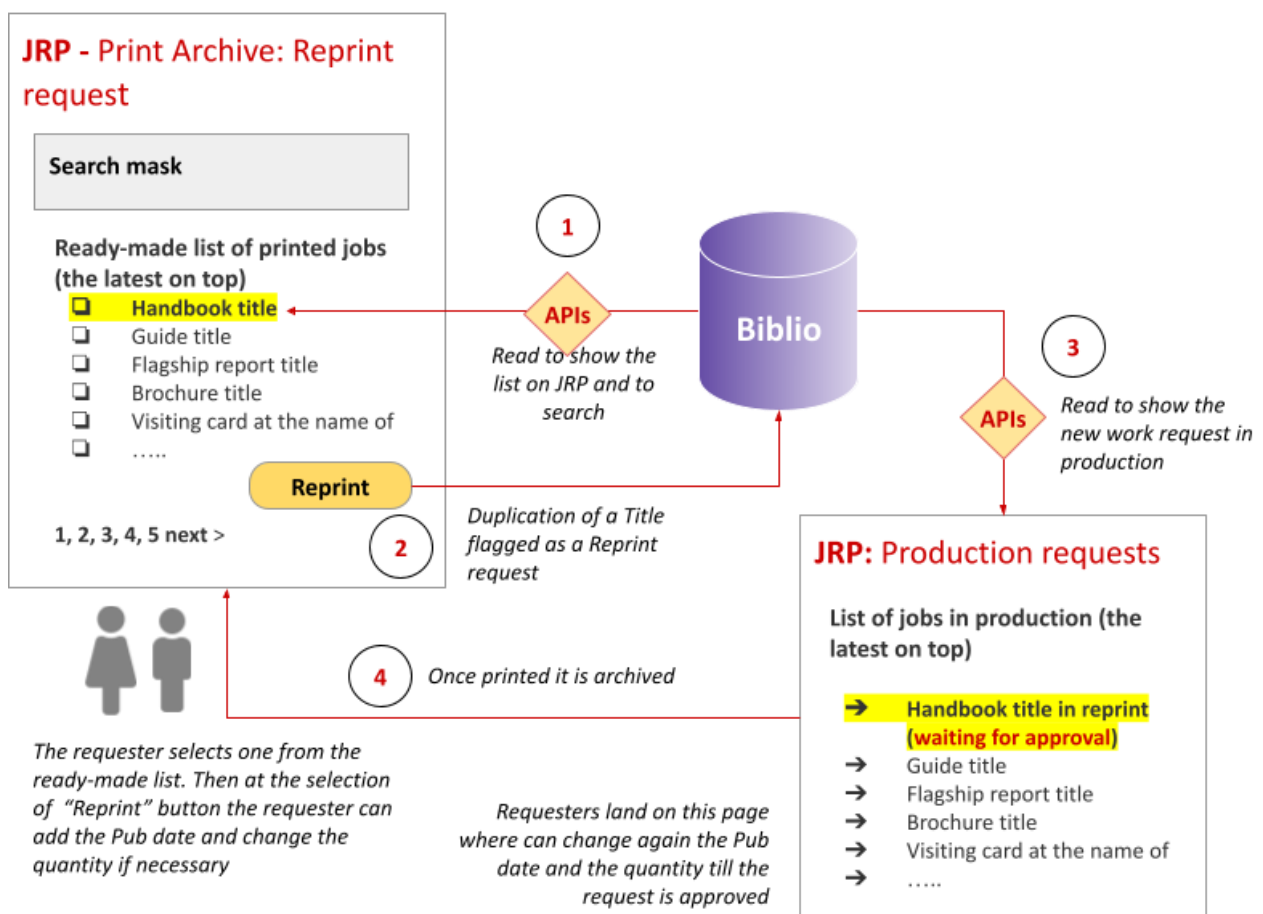 JRP - Print Archive: Reprint
request
Search mask
Ready-made list of printed jobs
(the latest on top)
❏ Handbook title
❏ Guide title
❏ Flagship report title
❏ Brochure title
❏ Visiting card at the name of
❏ …..
Reprint
1, 2, 3, 4, 5 next >
1
APIs
Read to show the
list on JRP and to
search
Biblio
2
Duplication of a Title
flagged as a Reprint
request
3
APIs
Read to show the
new work request in
production
JRP: Production requests
List of jobs in production (the
latest on top)
➔ Handbook title in reprint
(waiting for approval)
➔ Guide title
➔ Flagship report title
➔ Brochure title
➔ Visiting card at the name of
➔ …..
4
Once printed it is archived
The requester selects one from the
ready-made list. Then at the selection
of “Reprint” button the requester can
add the Pub date and change the
quantity if necessary
Requesters land on this page
where can change again the Pub
date and the quantity till the
request is approved